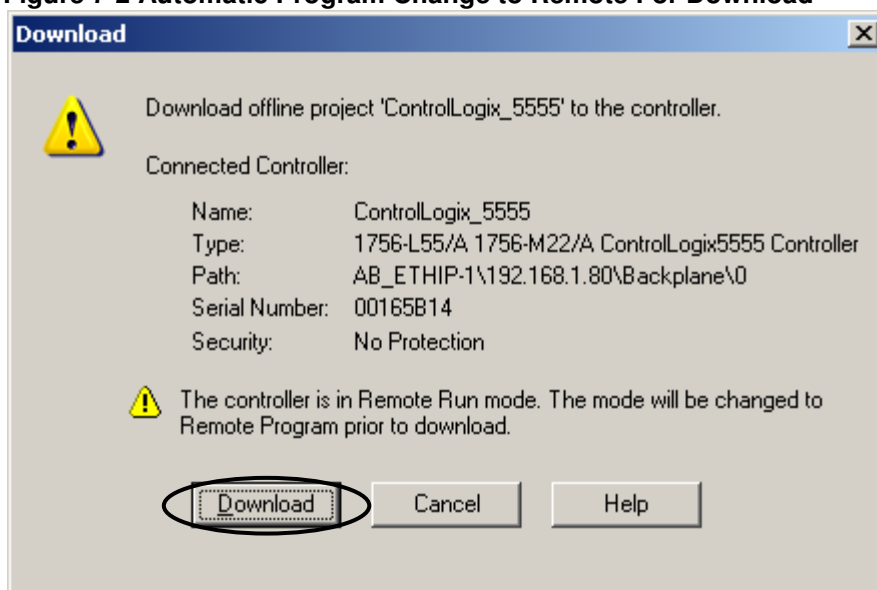 Figure 7-2 Automatic Program Change to Remote For Download
Download
Download offline project 'ControlLogix_5555' to the controller.
Connected Controller:
Name: ControlLogix_5555
Type: 1756-L55/A 1756-M22/A ControlLogix5555 Controller
Path: AB_ETHIP-1\192.168.1.80\Backplane\0
Serial Number: 00165B14
Security: No Protection
The controller is in Remote Run mode. The mode will be changed to
Remote Program prior to download.
Download Cancel Help